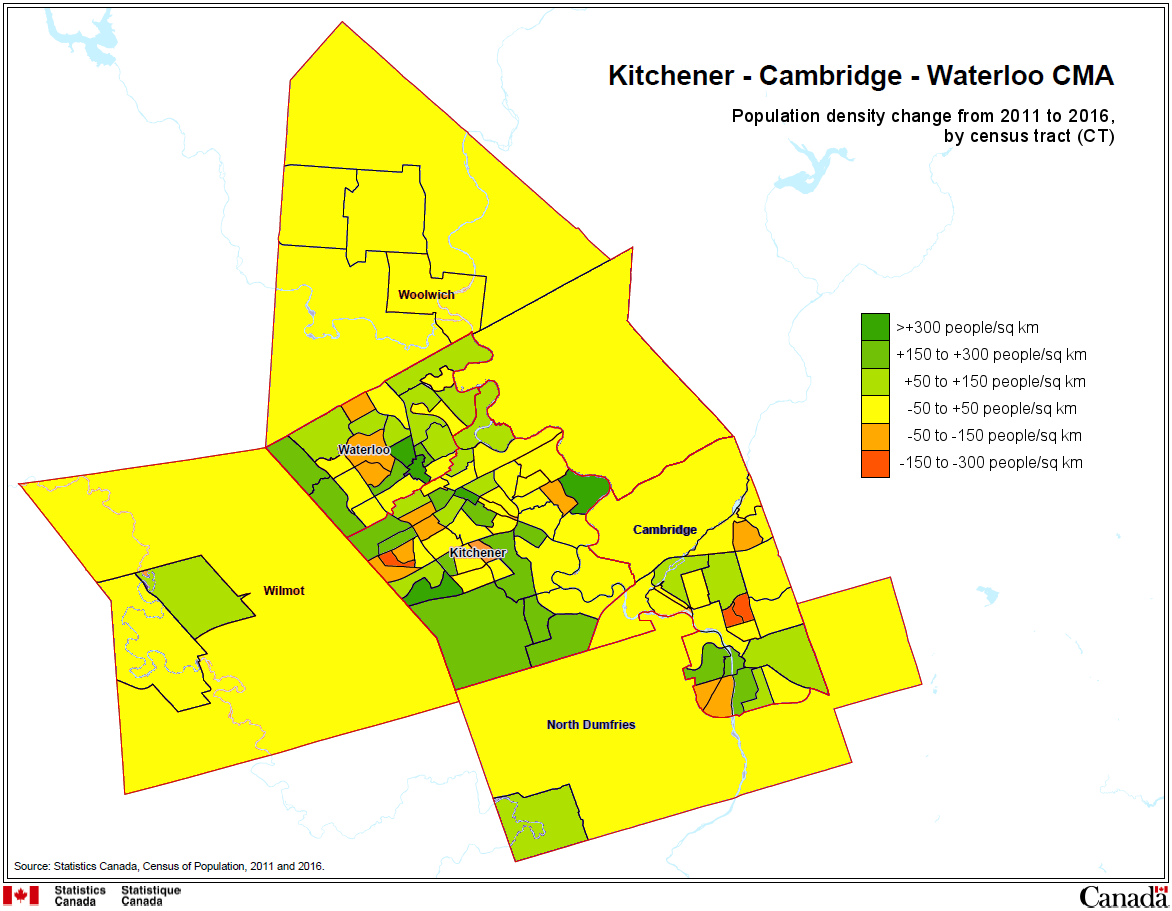 Kitchener - Cambridge - Waterloo CMA
Population density change from 2011 to 2016,
by census tract (CT)
Woolwich
>+300 people/sq km
+150 to +300 people/sq km
+50 to +150 people/sq km
-50 to +50 people/sq km
-50 to -150 people/sq km
-150 to -300 people/sq km
Waterloo
Cambridge
Kitchener
Wilmot
North Dumfries
Source: Statistics Canada, Census of Population, 2011 and 2016.
Statistics Statistique
Canada Canada
Canada